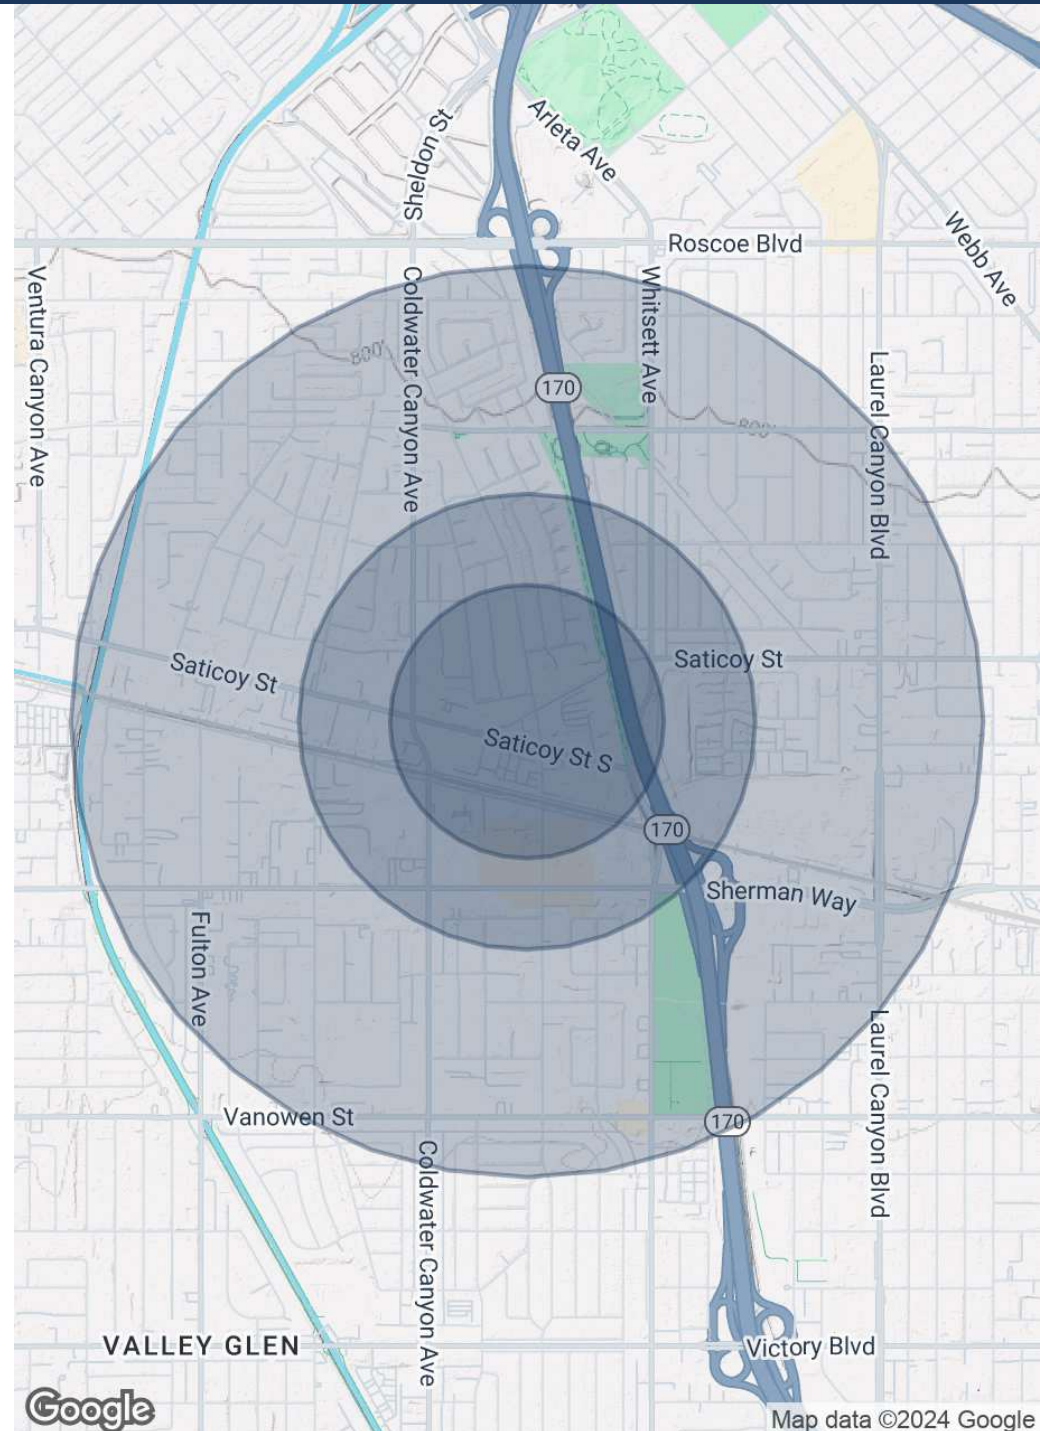 Sheldon St
Arleta Ave
Roscoe Blvd
Webb Ave
Ventura Canyon Ave
Coldwater Canyon Ave
Whitsett Ave
800'
170
Laurel Canyon Blvd
800'
Saticoy St
Saticoy St
Saticoy St S
170
Sherman Way
Fulton Ave
Laurel Canyon Blvd
Vanowen St
170
Coldwater Canyon Ave
VALLEY GLEN
Victory Blvd
Google
Map data ©2024 Google